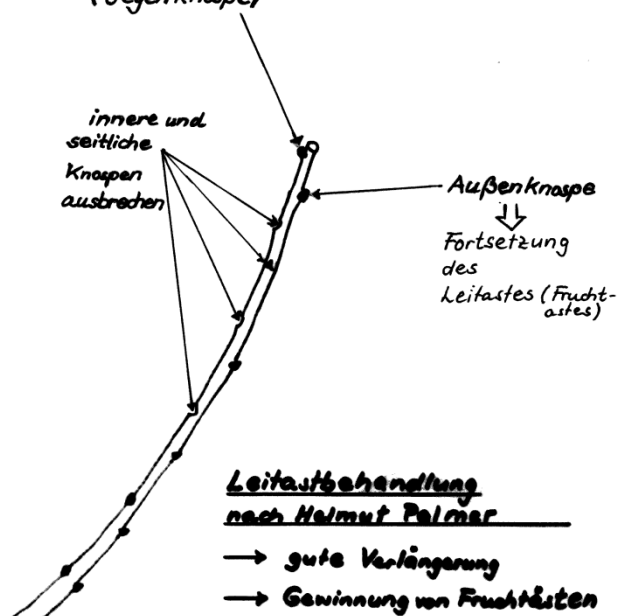 innere und
seitliche
Knospen
ausbrechen
Außenknospe
Fortsetzung
des
Leitastes (Frucht-
astes)
Leitastbehandlung
nach Helmut Palmer
→ gute Verlängerung
→ Gewinnung von Fruchtästen